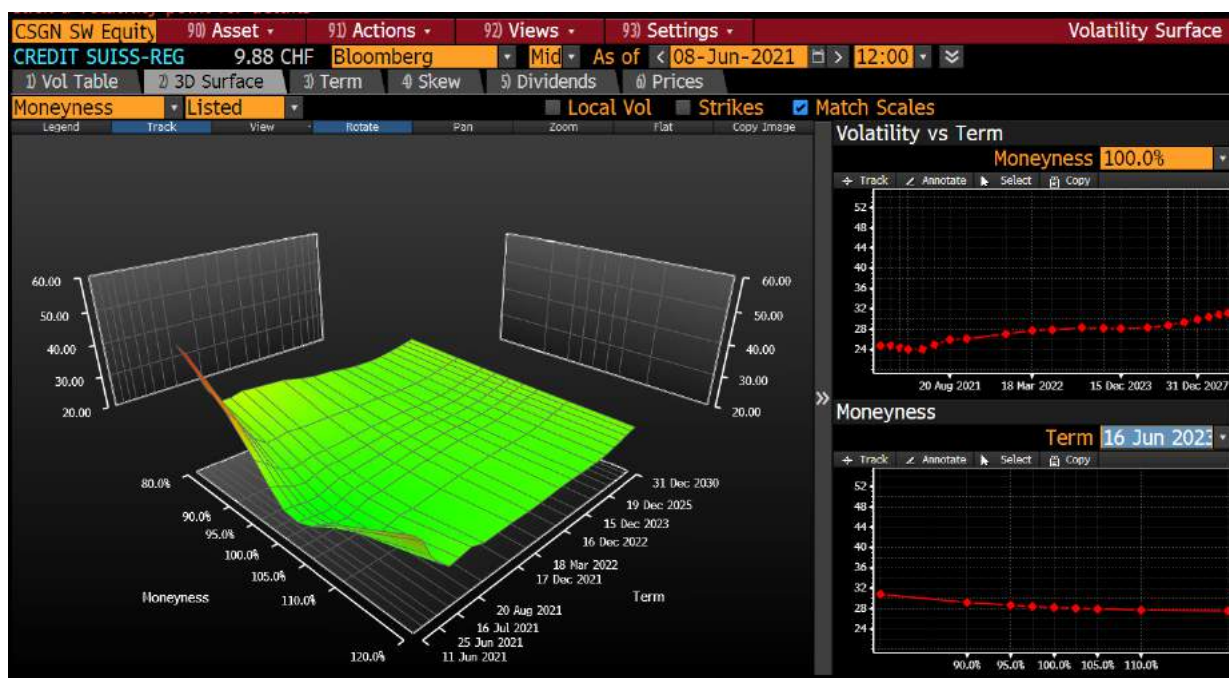 CSGN SW Equity 90) Asset 91) Actions 92) Views 93) Settings Volatility Surface
CREDIT SUISS-REG 9.88 CHF Bloomberg Mid As of < 08-Jun-2021 > 12:00
1) Vol Table 2) 3D Surface 3) Term 4) Skew 5) Dividends 6) Prices
Moneyness Listed Local Vol Strikes Match Scales
Legend Track View Rotate Pan Zoom Flat Copy Image
Volatility vs Term
Moneyness 100.0%
Track Annotate Select Copy
52
48
44
40
36
32
28
24
20 Aug 2021 18 Mar 2022 15 Dec 2023 31 Dec 2027
60.00
50.00
40.00
30.00
20.00
60.00
50.00
40.00
30.00
20.00
80.0%
90.0%
95.0%
100.0%
105.0%
110.0%
120.0%
Moneyness
31 Dec 2030
19 Dec 2025
15 Dec 2023
16 Dec 2022
18 Mar 2022
17 Dec 2021
20 Aug 2021
16 Jul 2021
25 Jun 2021
11 Jun 2021
Term
»
Moneyness
Term 16 Jun 2023
Track Annotate Select Copy
52
48
44
40
36
32
28
24
90.0% 95.0% 100.0% 105.0% 110.0%